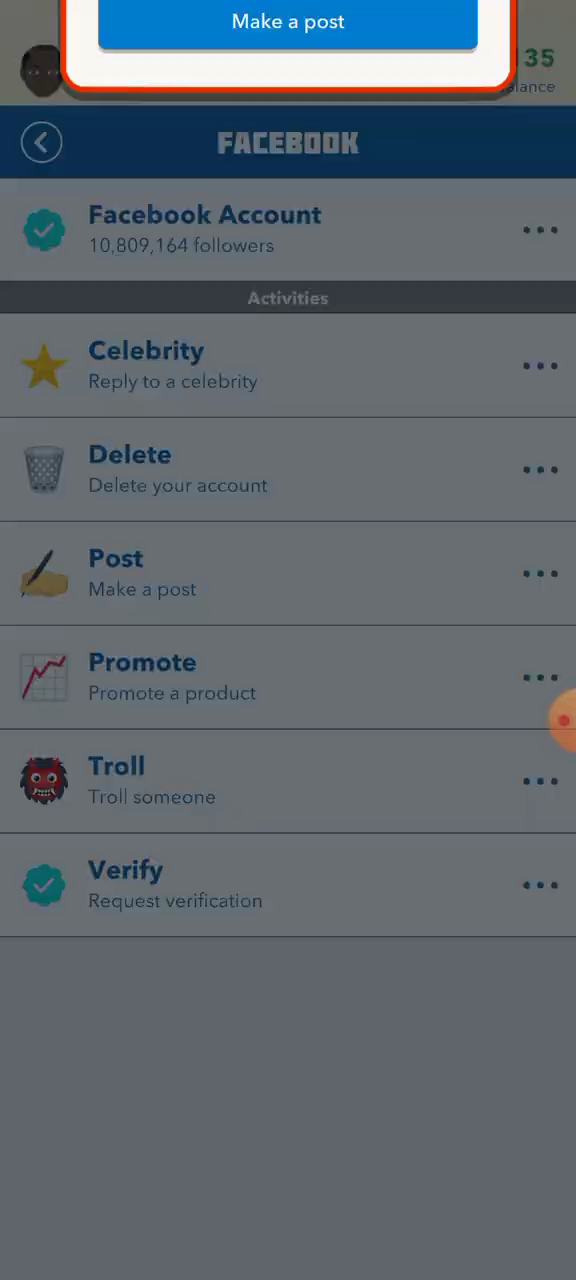 Make a post
35
FACEBOOK
Facebook Account
10,809,164 followers
Activities
Celebrity
Reply to a celebrity
Delete
Delete your account
Post
Make a post
Promote
Promote a product
Troll
Troll someone
Verify
Request verification